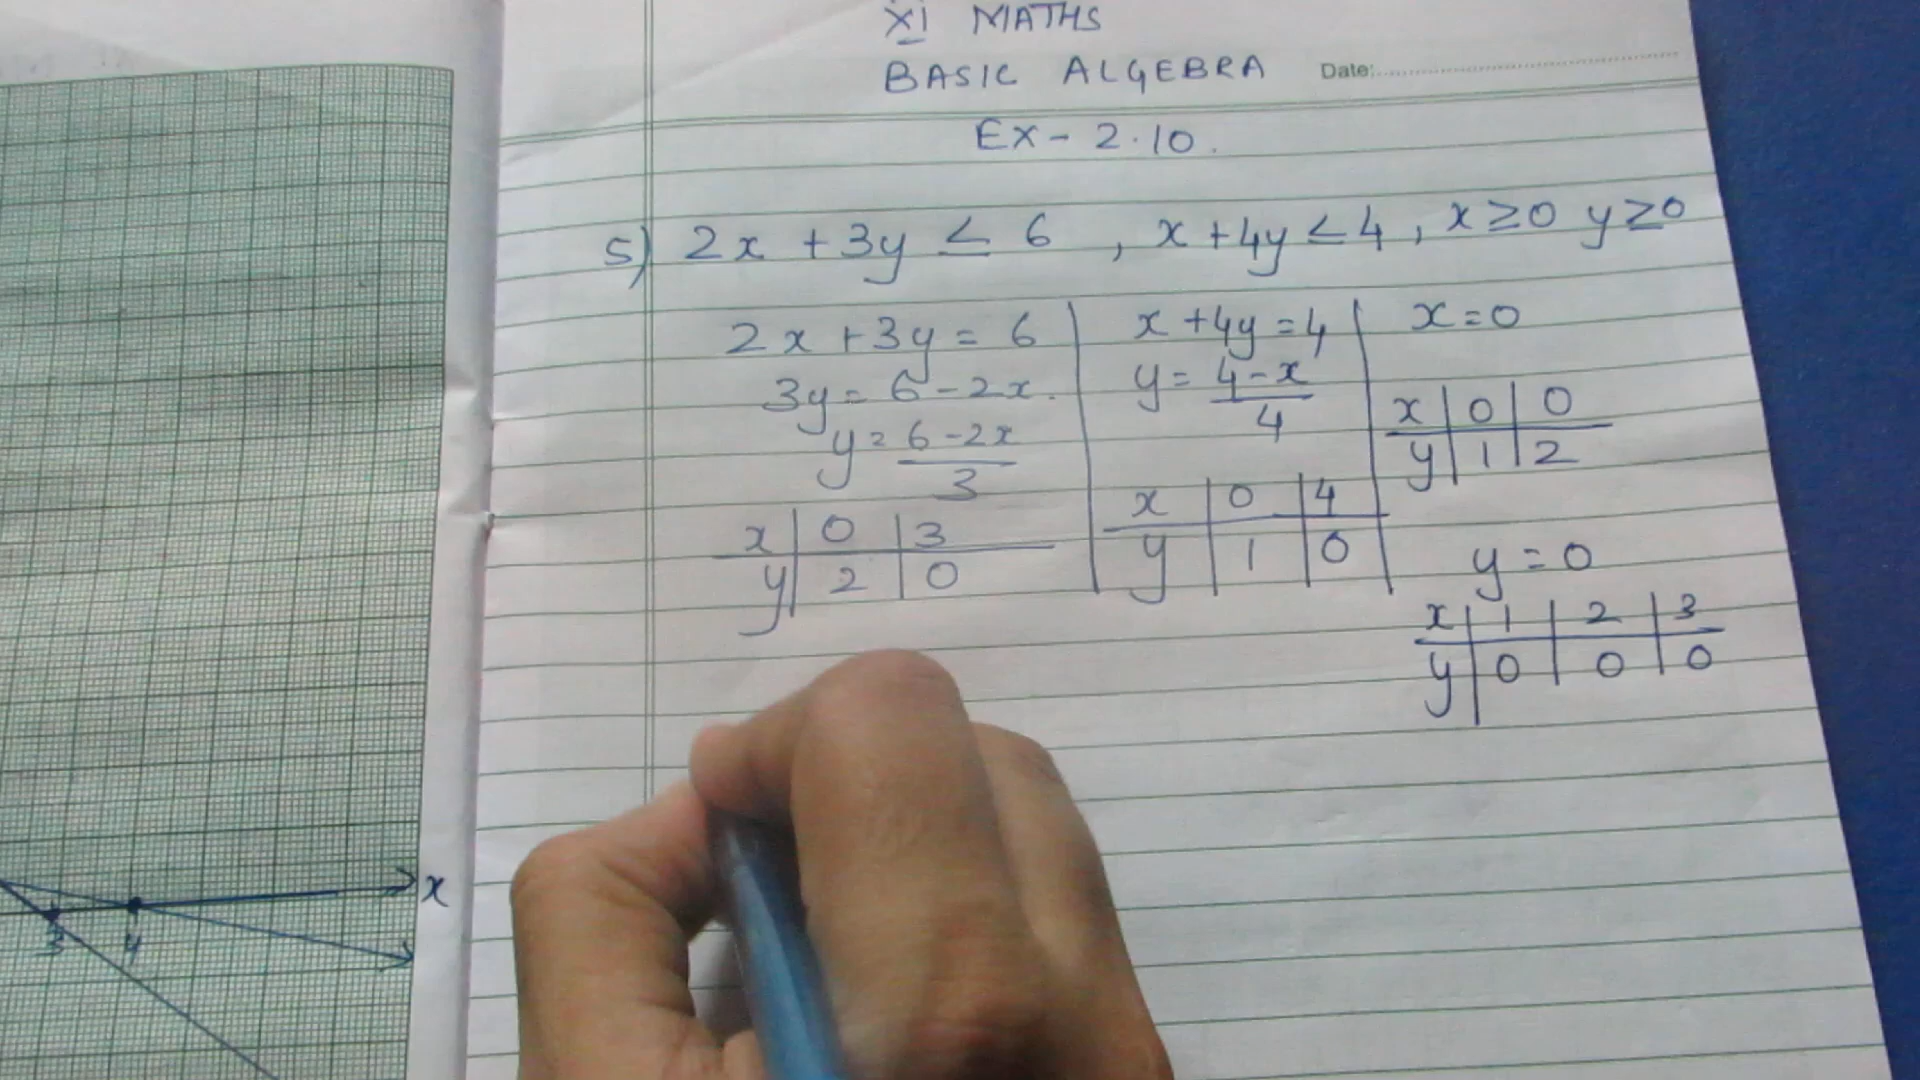 XI MATHS
BASIC ALGEBRA Date:
EX - 2.10.
5) 2x + 3y ≤ 6 , x + 4y ≤ 4 , x ≥ 0 y ≥ 0
2x + 3y = 6
3y = 6 - 2x.
y = 6 - 2x / 3
x | 0 | 3
y | 2 | 0
x + 4y = 4
y = 4 - x / 4
x | 0 | 4
y | 1 | 0
x = 0
x | 0 | 0
y | 1 | 2
y = 0
x | 1 | 2 | 3
y | 0 | 0 | 0
x
3 4